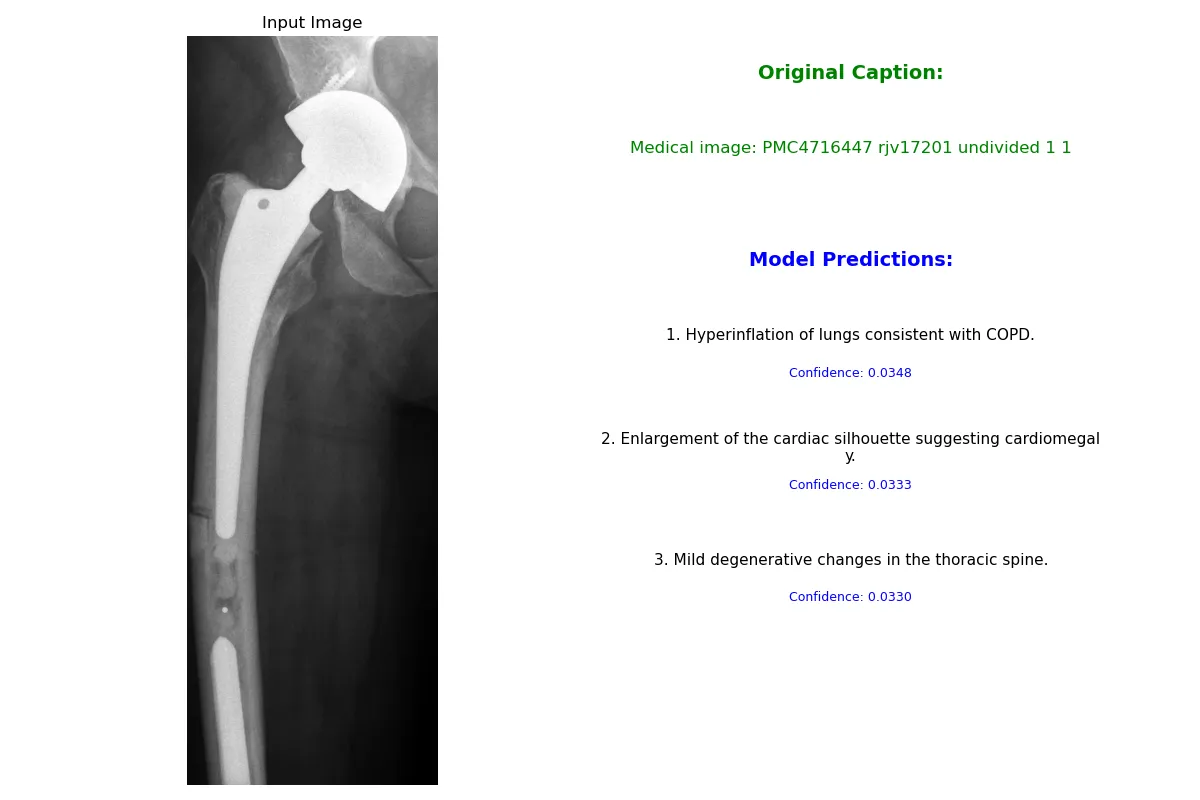 Input Image
Original Caption:
Medical image: PMC4716447 rjv17201 undivided 1 1
Model Predictions:
1. Hyperinflation of lungs consistent with COPD.
Confidence: 0.0348
2. Enlargement of the cardiac silhouette suggesting cardiomegal
y.
Confidence: 0.0333
3. Mild degenerative changes in the thoracic spine.
Confidence: 0.0330